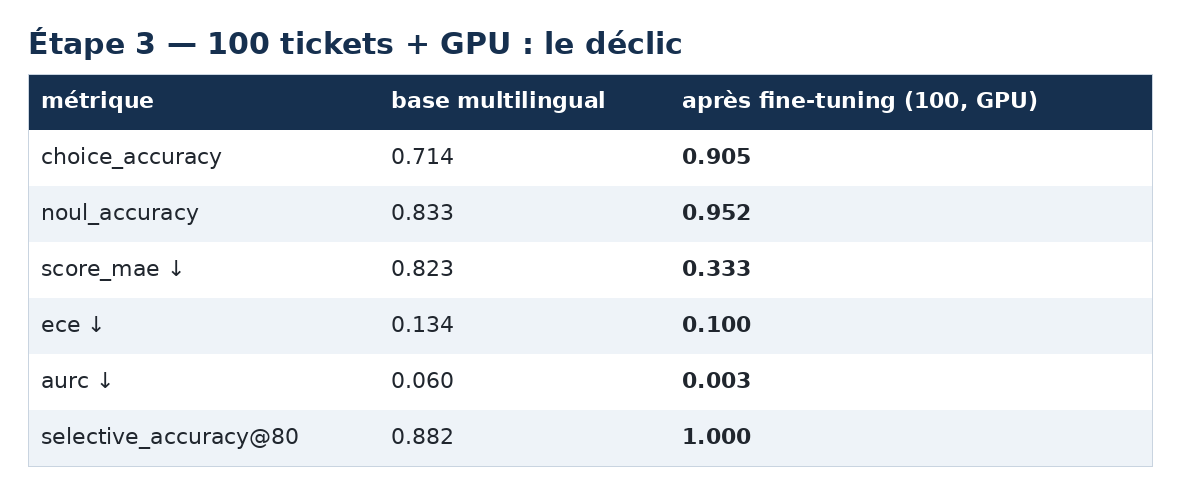 Étape 3 — 100 tickets + GPU : le déclic
métrique base multilingual après fine-tuning (100, GPU)
choice_accuracy 0.714 0.905
noul_accuracy 0.833 0.952
score_mae ↓ 0.823 0.333
ece ↓ 0.134 0.100
aurc ↓ 0.060 0.003
selective_accuracy@80 0.882 1.000